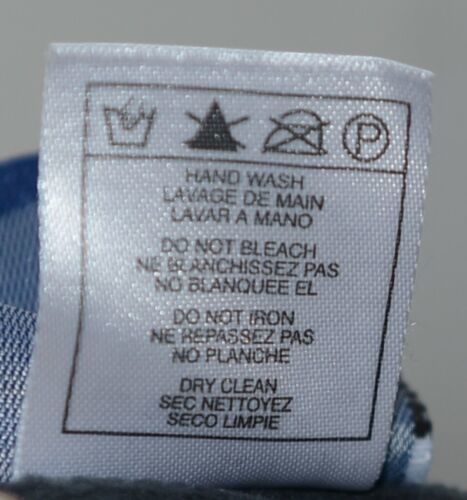 P
HAND WASH
LAVAGE DE MAIN
LAVAR A MANO
DO NOT BLEACH
NE BLANCHISSEZ PAS
NO BLANQUEE EL
DO NOT IRON
NE REPASSEZ PAS
NO PLANCHE
DRY CLEAN
SEC NETTOYEZ
SECO LIMPIE